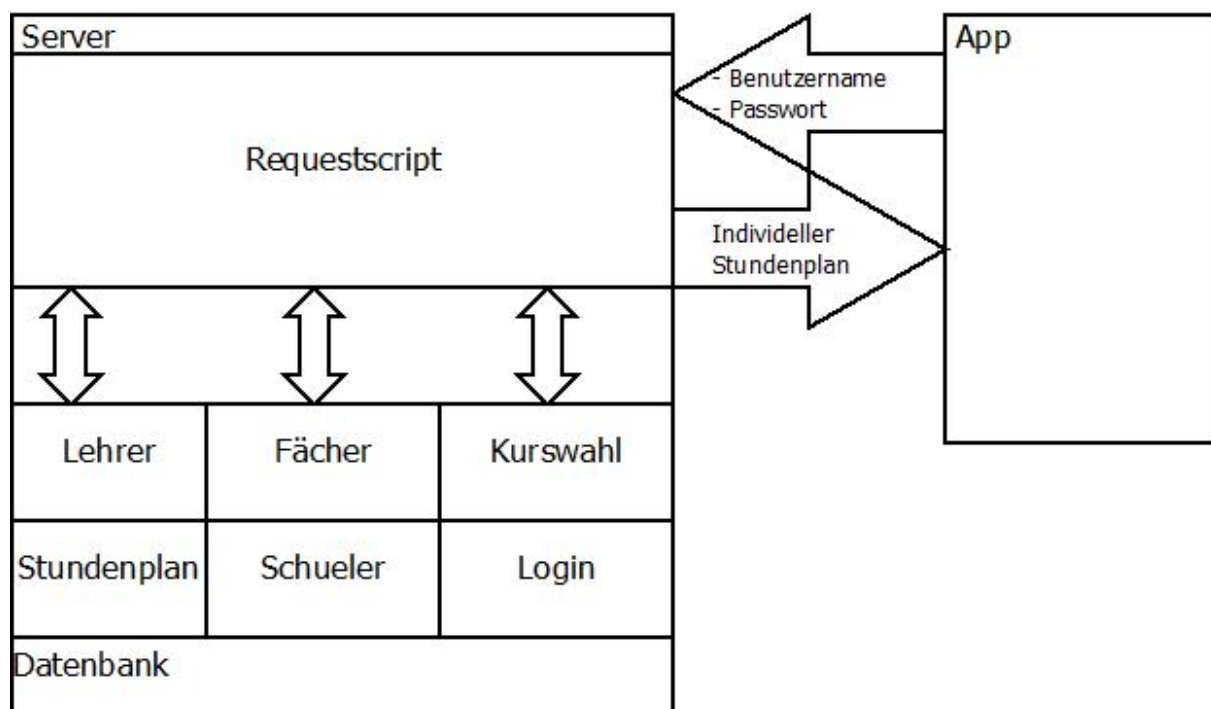 Server
App
- Benutzername
- Passwort
Requestscript
Individeller
Stundenplan
Lehrer
Fächer
Kurswahl
Stundenplan
Schueler
Login
Datenbank